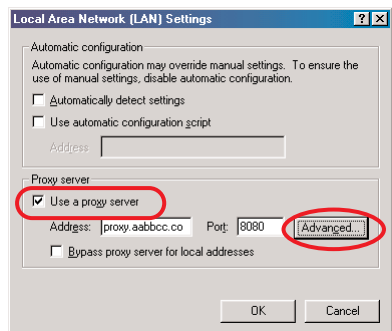 Local Area Network (LAN) Settings
Automatic configuration
Automatic configuration may override manual settings. To ensure the
use of manual settings, disable automatic configuration.
Automatically detect settings
Use automatic configuration script
Address
Proxy server
Use a proxy server
Address: proxy.aabbcc.co Port: 8080 Advanced...
Bypass proxy server for local addresses
OK Cancel